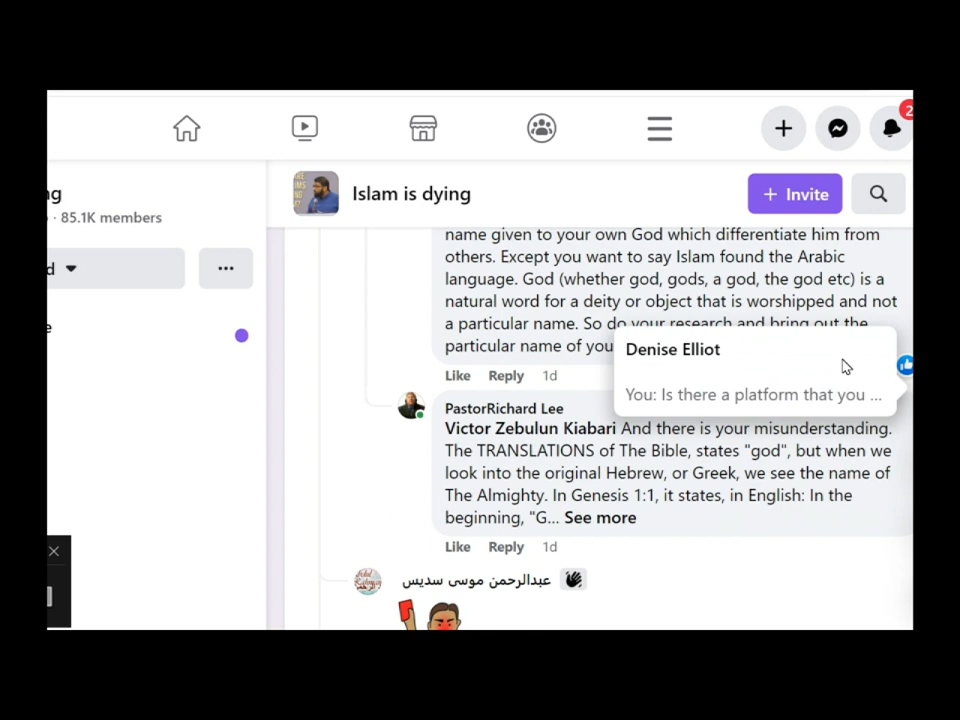 2
ng
Islam is dying
+ Invite
· 85.1K members
name given to your own God which differentiate him from
others. Except you want to say Islam found the Arabic
language. God (whether god, gods, a god, the god etc) is a
natural word for a deity or object that is worshipped and not
a particular name. So do your research and bring out the
particular name of you
Denise Elliot
You: Is there a platform that you ...
Like Reply 1d
PastorRichard Lee
Victor Zebulun Kiabari And there is your misunderstanding.
The TRANSLATIONS of The Bible, states "god", but when we
look into the original Hebrew, or Greek, we see the name of
The Almighty. In Genesis 1:1, it states, in English: In the
beginning, "G... See more
Like Reply 1d
عبدالرحمن موسى سديس